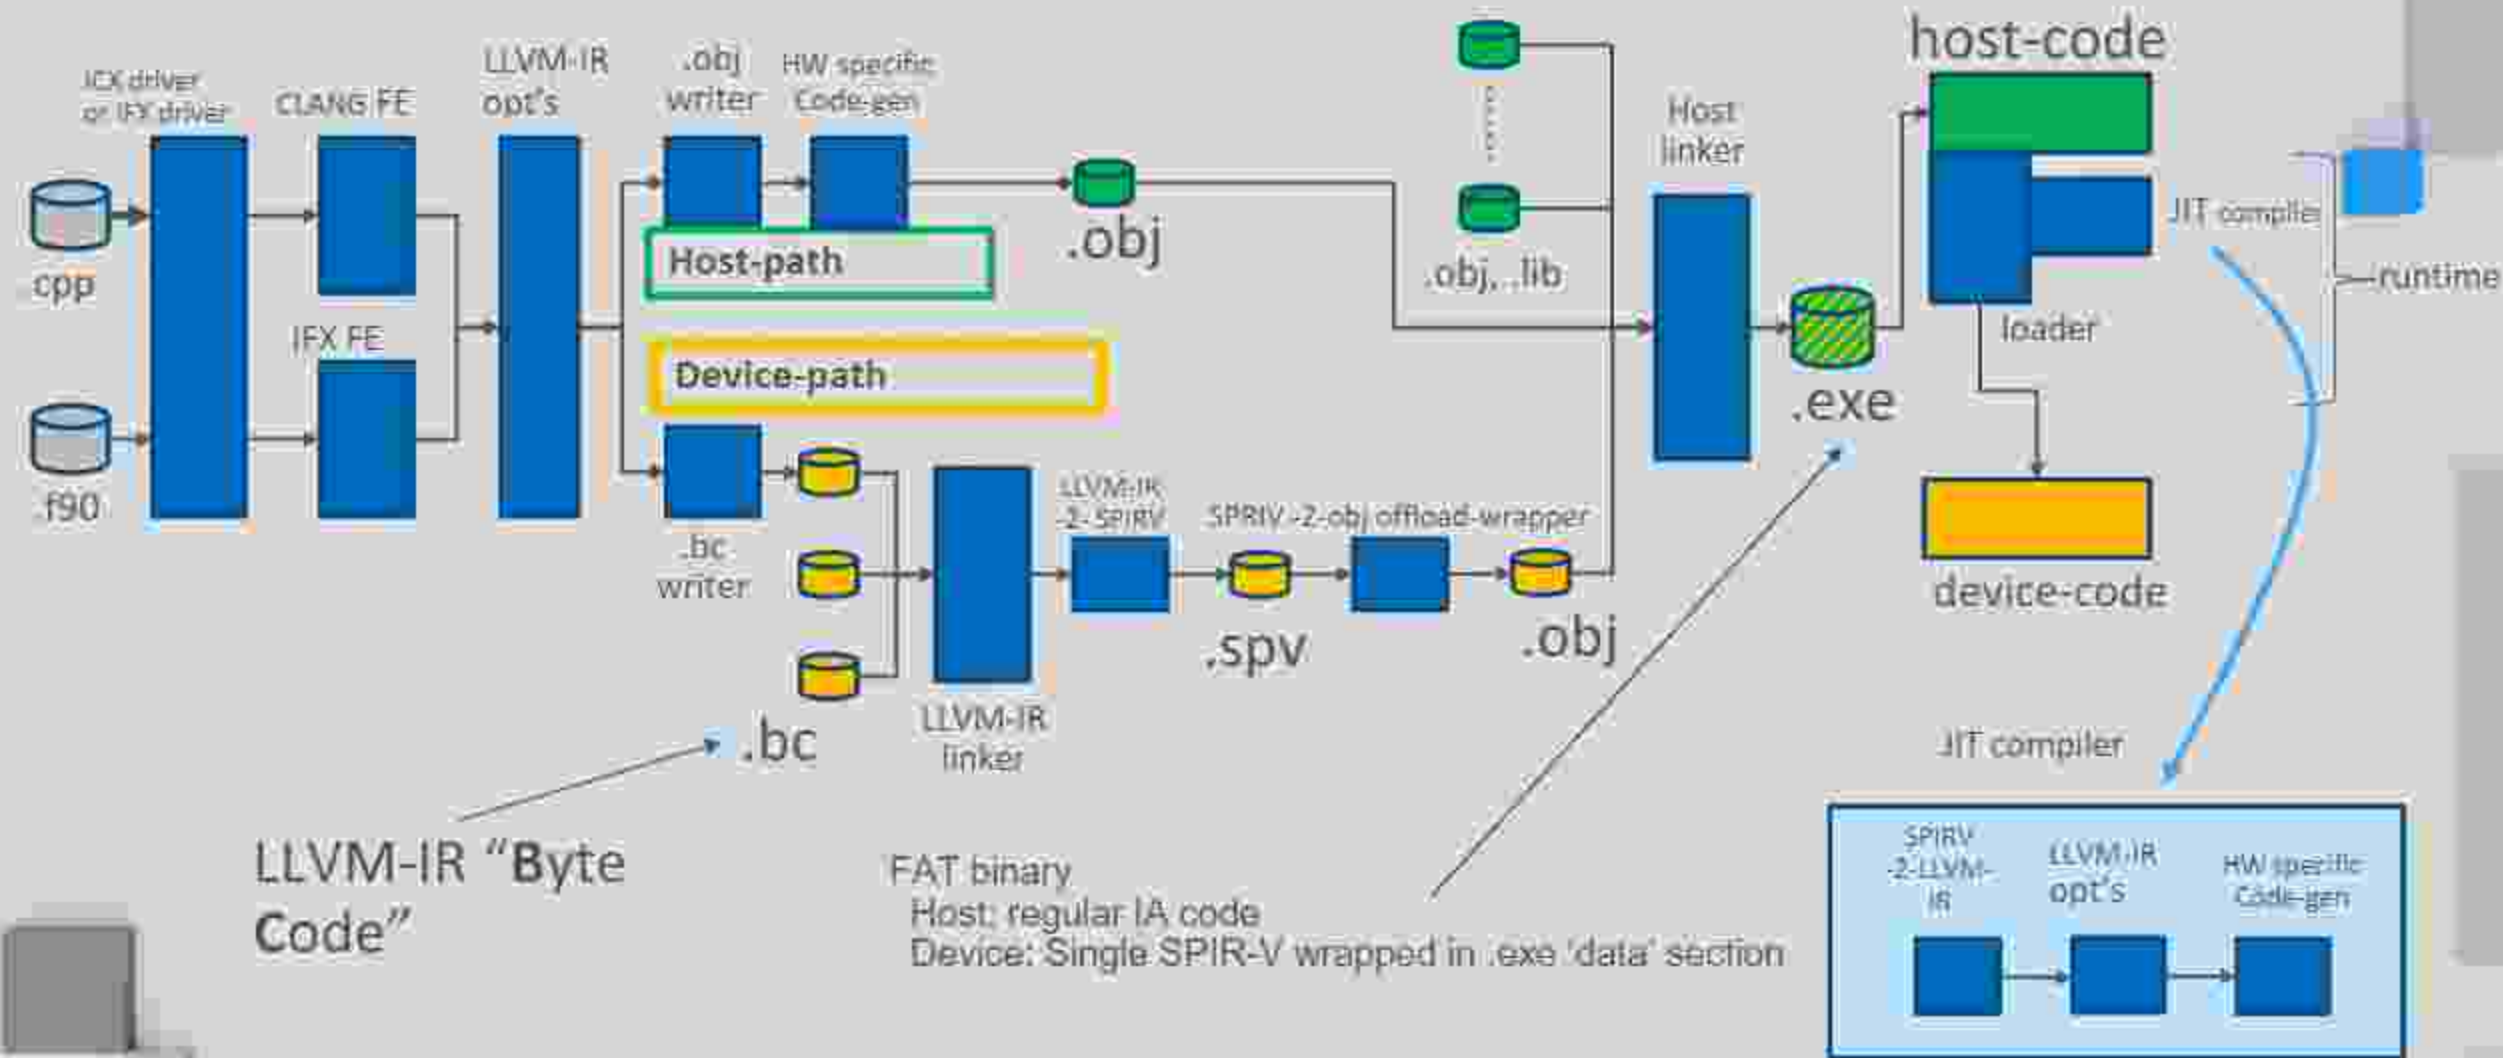 ICX driver
or IFX driver
CLANG FE
LLVM-IR
opt's
.obj
writer
HW specific
Code-gen
.cpp
IFX FE
.f90
Host-path
Device-path
.obj
.obj, .lib
Host
linker
.exe
host-code
JIT compiler
runtime
loader
device-code
.bc
writer
.bc
LLVM-IR
linker
LLVM-IR
-2- SPIRV
.spv
SPRIV -2-obj offload-wrapper
.obj
LLVM-IR “Byte
Code”
FAT binary
Host: regular IA code
Device: Single SPIR-V wrapped in .exe 'data' section
JIT compiler
SPIRV
-2-LLVM-
IR
LLVM-IR
opt's
HW specific
Code-gen